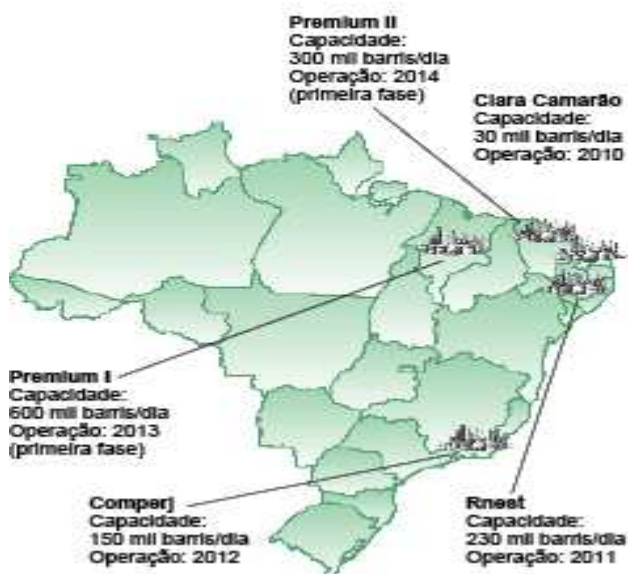 Premium II
Capacidade:
300 mil barris/dia
Operação: 2014
(primeira fase)
Clara Camarão
Capacidade:
30 mil barris/dia
Operação: 2010
Premium I
Capacidade:
600 mil barris/dia
Operação: 2013
(primeira fase)
Comperj
Capacidade:
150 mil barris/dia
Operação: 2012
Rnest
Capacidade:
230 mil barris/dia
Operação: 2011